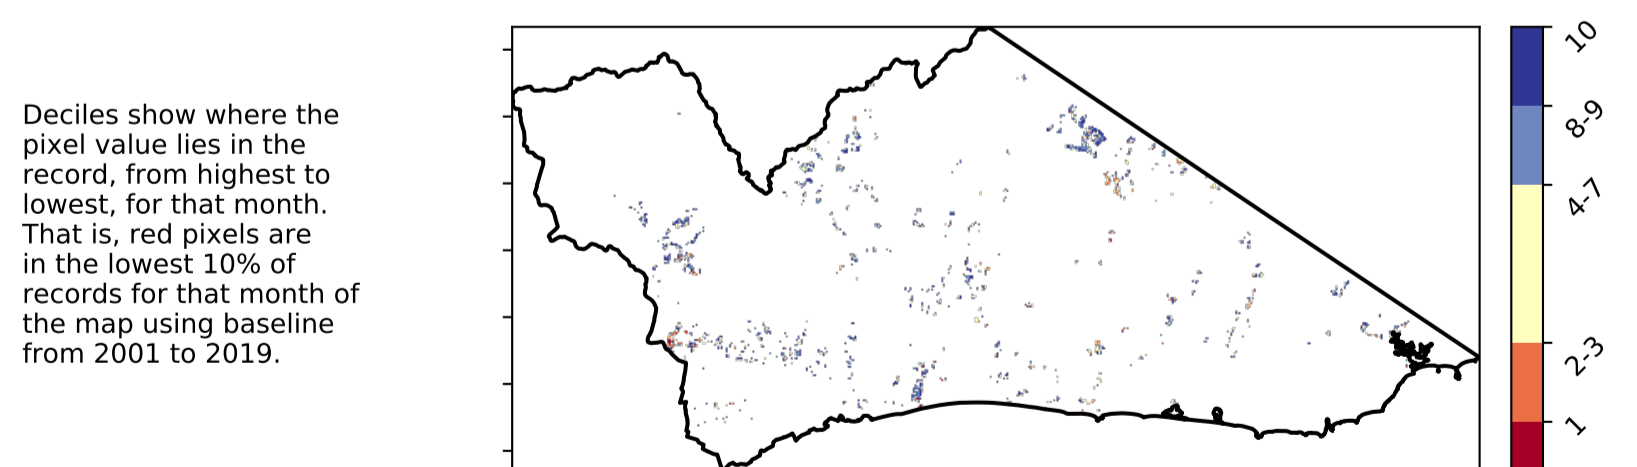 Deciles show where the
pixel value lies in the
record, from highest to
lowest, for that month.
That is, red pixels are
in the lowest 10% of
records for that month of
the map using baseline
from 2001 to 2019.
10
8-9
4-7
2-3
1